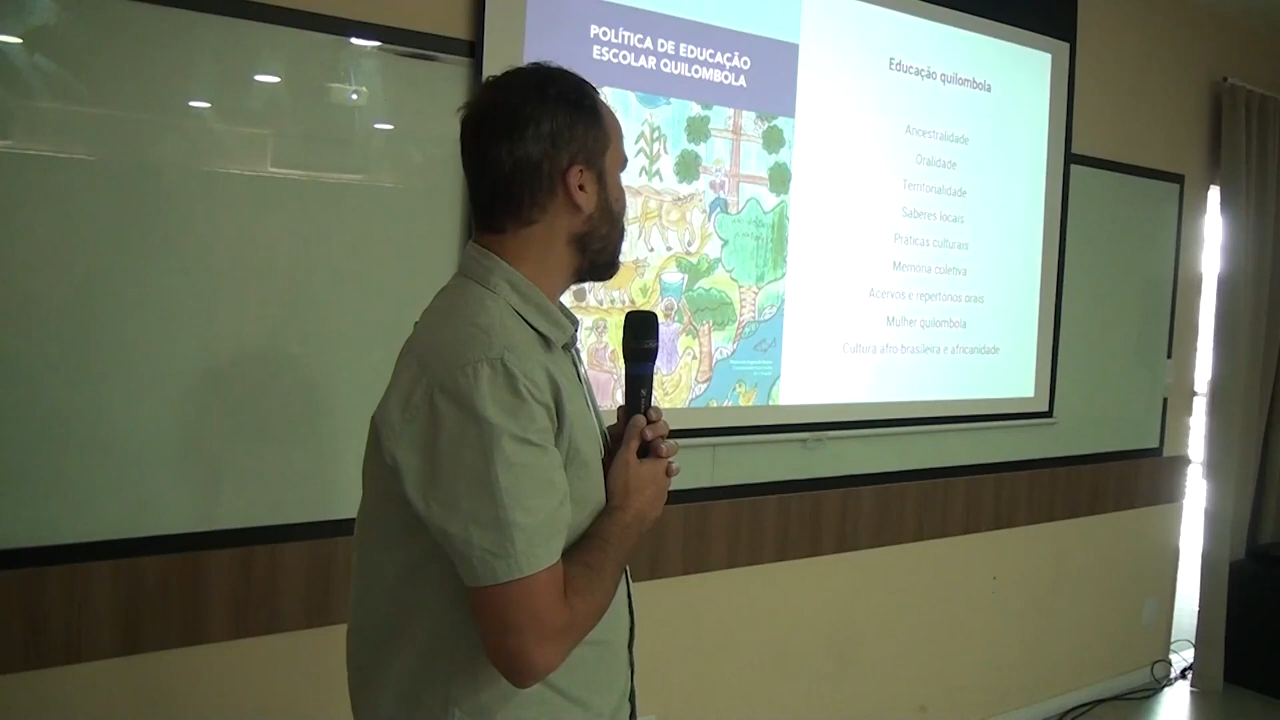 POLÍTICA DE EDUCAÇÃO
ESCOLAR QUILOMBOLA
Educação quilombola
Ancestralidade
Oralidade
Territorialidade
Saberes locais
Práticas culturais
Memória coletiva
Acervos e repertórios orais
Mulher quilombola
Cultura afro-brasileira e africanidade